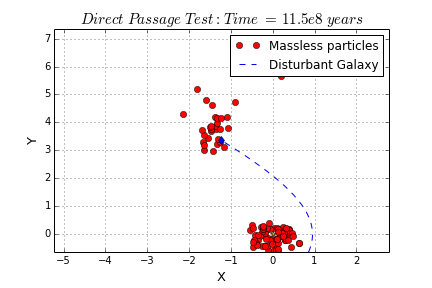 Direct Passage Test : Time = 11.5e8 years
Massless particles
Disturbant Galaxy
7
6
5
4
3
2
1
0
Y
−5 −4 −3 −2 −1 0 1 2
X